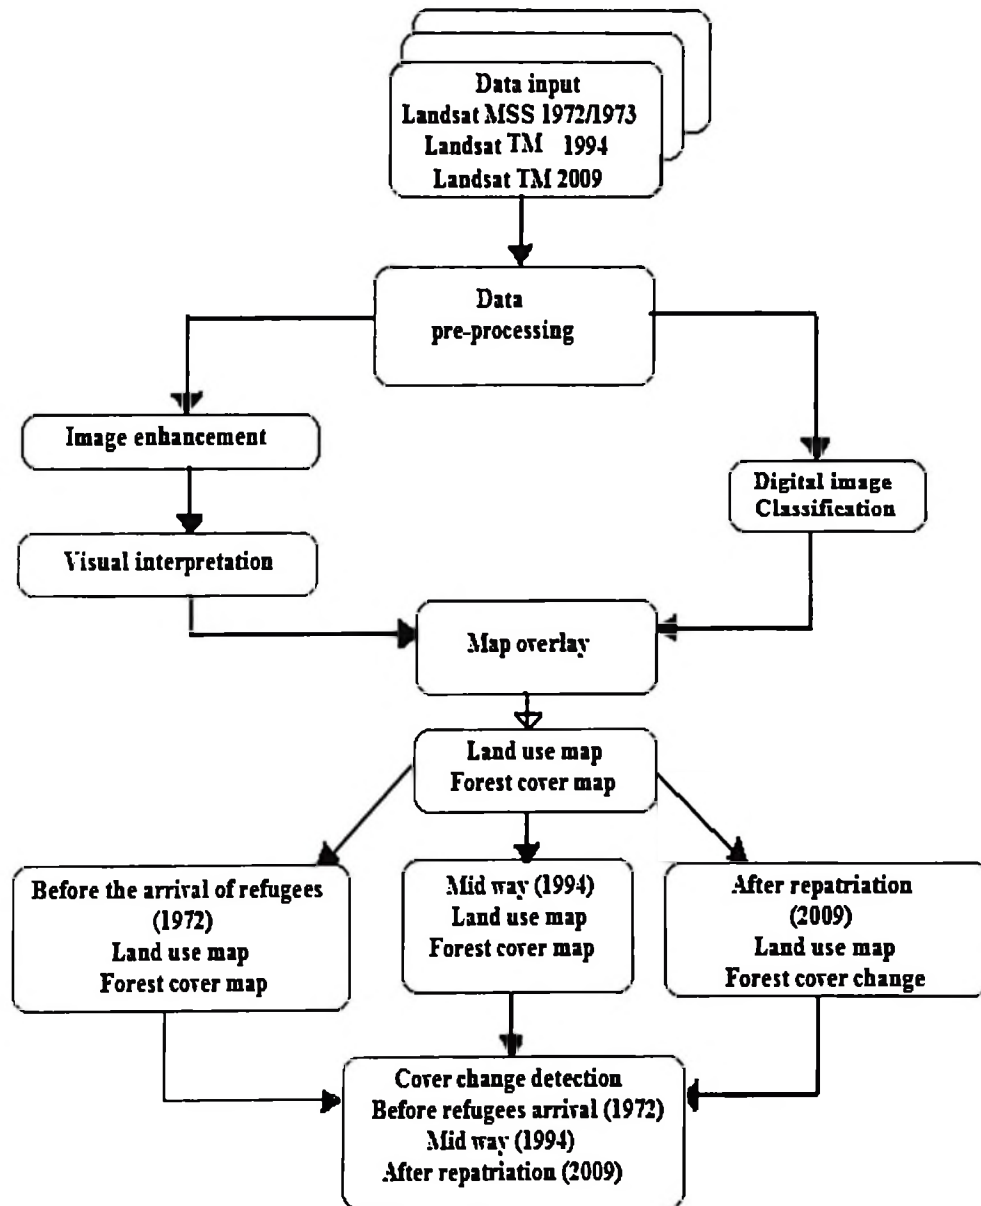 Data input
Landsat MSS 1972/1973
Landsat TM 1994
Landsat TM 2009
Data
pre-processing
Image enhancement
Digital image
Classification
Visual interpretation
Map overlay
Land use map
Forest cover map
Before the arrival of refugees
(1972)
Land use map
Forest cover map
Mid way (1994)
Land use map
Forest cover map
After repatriation
(2009)
Land use map
Forest cover change
Cover change detection
Before refugees arrival (1972)
Mid way (1994)
After repatriation (2009)